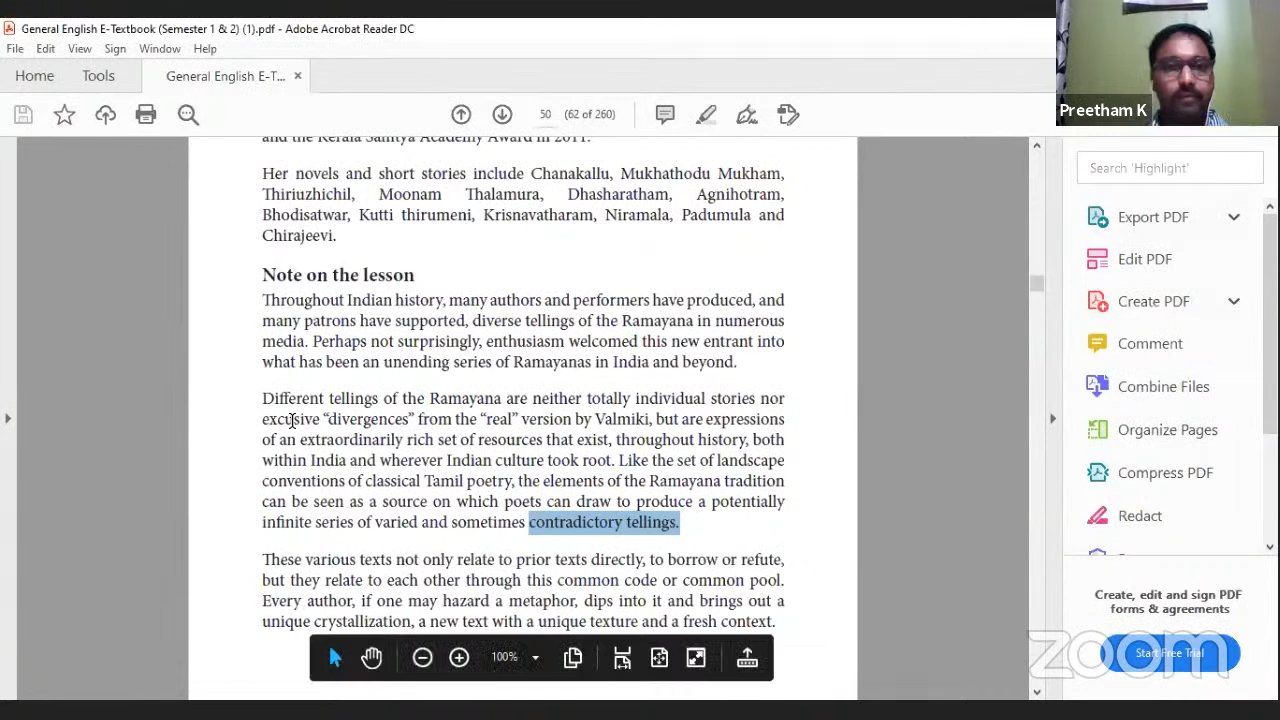 General English E-Textbook (Semester 1 & 2) (1).pdf - Adobe Acrobat Reader DC
File Edit View Sign Window Help
Home Tools General English E-T... ×
50 (62 of 260)
Preetham K
and the Kerala Sahitya Academy Award in 2011.
Her novels and short stories include Chanakallu, Mukhathodu Mukham,
Thiriuzhichil, Moonam Thalamura, Dhasharatham, Agnihotram,
Bhodisatwar, Kutti thirumeni, Krisnavatharam, Niramala, Padumula and
Chirajeevi.
Note on the lesson
Throughout Indian history, many authors and performers have produced, and
many patrons have supported, diverse tellings of the Ramayana in numerous
media. Perhaps not surprisingly, enthusiasm welcomed this new entrant into
what has been an unending series of Ramayanas in India and beyond.
Different tellings of the Ramayana are neither totally individual stories nor
excusive “divergences” from the “real” version by Valmiki, but are expressions
of an extraordinarily rich set of resources that exist, throughout history, both
within India and wherever Indian culture took root. Like the set of landscape
conventions of classical Tamil poetry, the elements of the Ramayana tradition
can be seen as a source on which poets can draw to produce a potentially
infinite series of varied and sometimes contradictory tellings.
These various texts not only relate to prior texts directly, to borrow or refute,
but they relate to each other through this common code or common pool.
Every author, if one may hazard a metaphor, dips into it and brings out a
unique crystallization, a new text with a unique texture and a fresh context.
100%
Search 'Highlight'
Export PDF
Edit PDF
Create PDF
Comment
Combine Files
Organize Pages
Compress PDF
Redact
Create, edit and sign PDF
forms & agreements
Start Free Trial
zoom